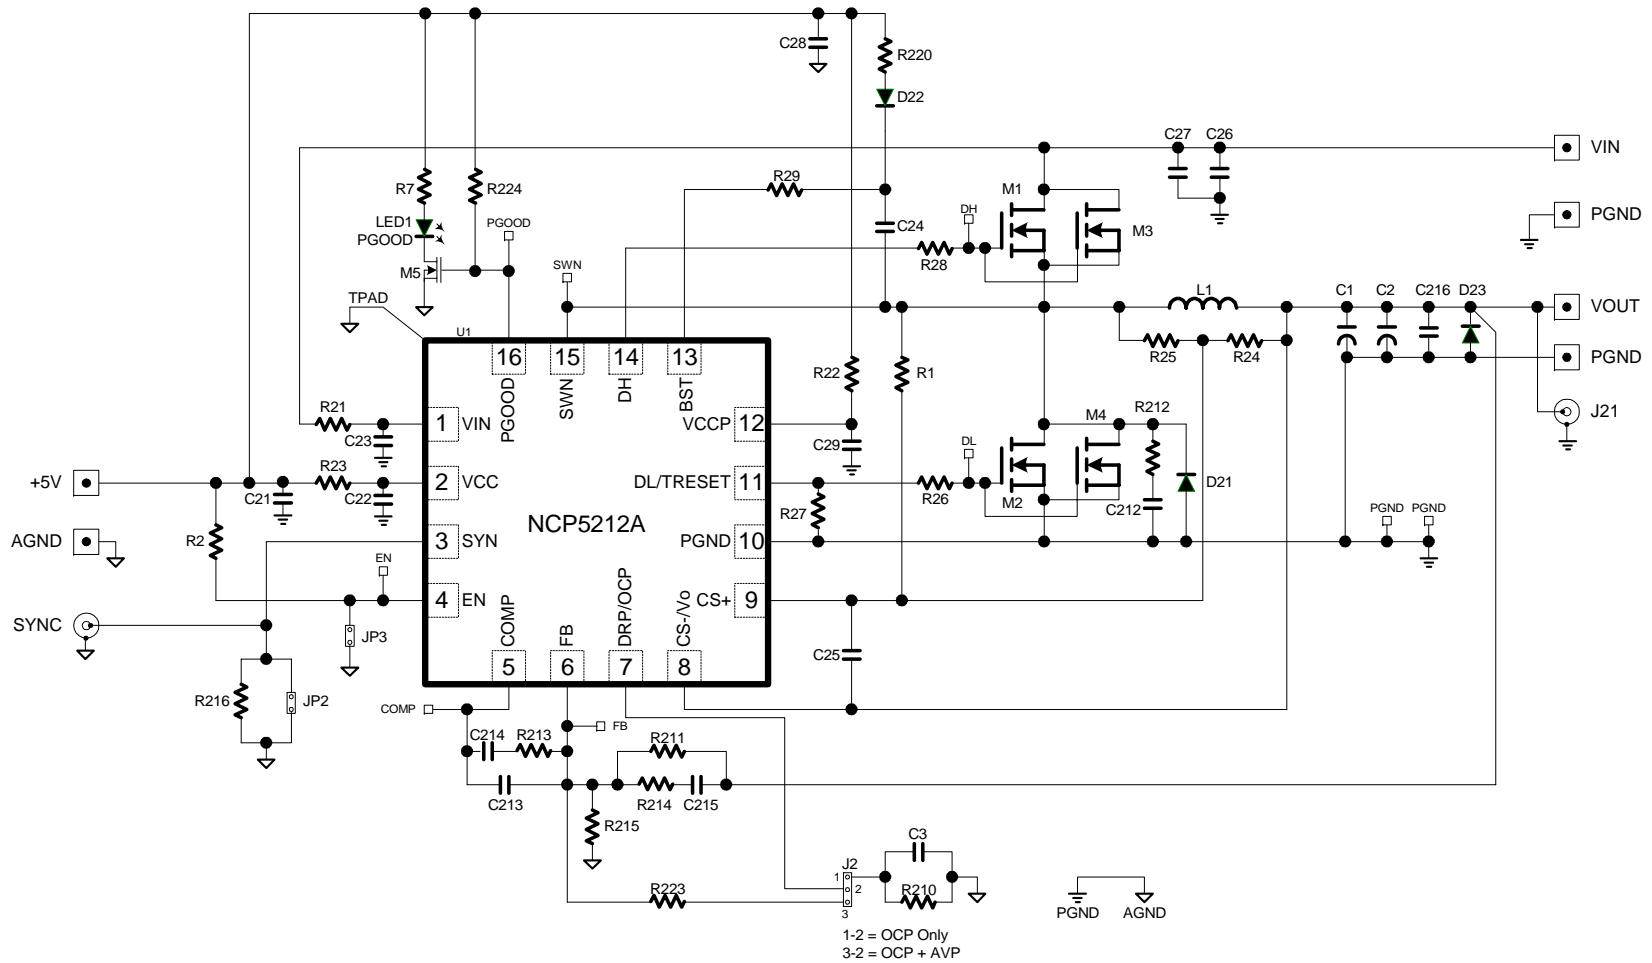 C28
R220
D22
C27
C26
VIN
R7
R224
R29
M1
DH
M3
PGND
LED1
PGOOD
PGOOD
C24
R28
M5
SWN
TPAD
L1
C1
C2
C216
D23
VOUT
U1
16
15
14
13
R25
R24
PGND
PGOOD
SWN
DH
BST
R22
R1
R21
C23
1
VIN
VCCP
12
C29
M4
R212
J21
DL
+5V
C21
R23
C22
2
VCC
DL/TRESET
11
R26
M2
D21
R27
C212
NCP5212A
PGND
PGND
AGND
R2
3
SYN
PGND
10
EN
4
EN
CS+
9
SYNC
JP3
COMP
FB
DRP/OCP
CS-/Vo
C25
5
6
7
8
R216
JP2
COMP
FB
C214
R213
R211
C213
R214
C215
R215
C3
J2
1
2
3
R223
R210
PGND
AGND
1-2 = OCP Only
3-2 = OCP + AVP